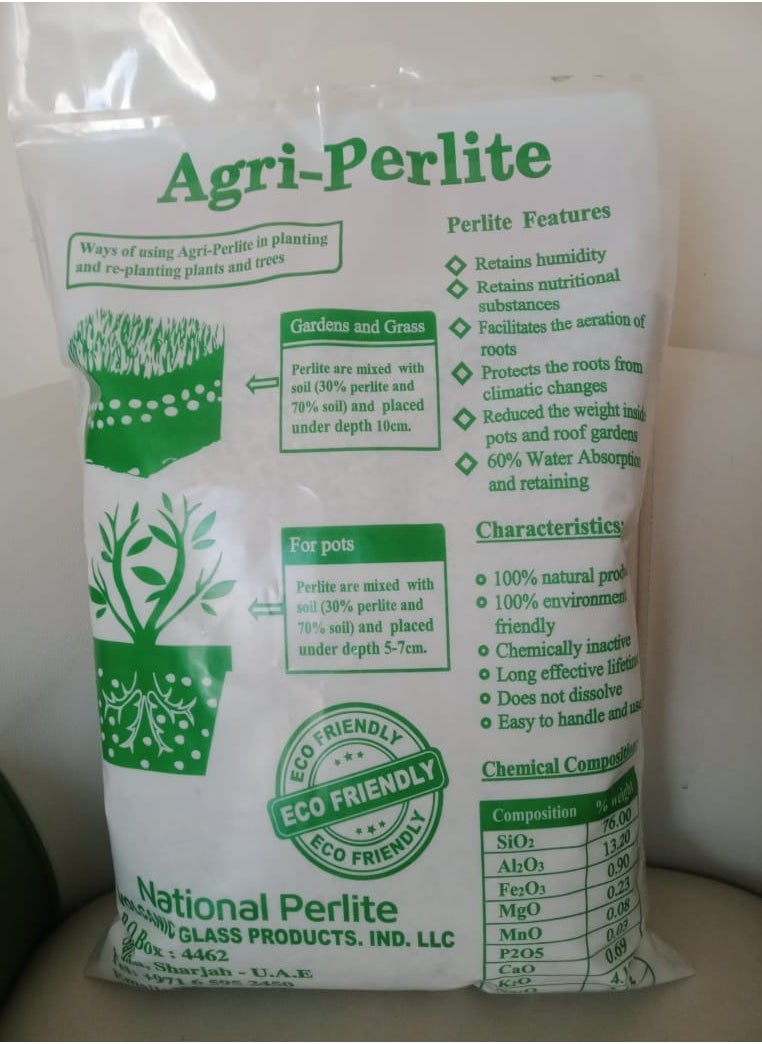 Agri-Perlite
Ways of using Agri-Perlite in planting
and re-planting plants and trees
Gardens and Grass
Perlite are mixed with
soil (30% perlite and
70% soil) and placed
under depth 10cm.
For pots
Perlite are mixed with
soil (30% perlite and
70% soil) and placed
under depth 5-7cm.
Perlite Features
Retains humidity
Retains nutritional
substances
Facilitates the aeration of
roots
Protects the roots from
climatic changes
Reduced the weight
pots and roof gardens
60% Water
and retaining
Characteristics
100% natural
100%
friendly
Chemically inactive
Long effective
Does not dissolve
Easy to handle and
Chemical
Composition %
SiO2 76.00
Al2O3 13.20
Fe2O3 0.90
MgO 0.23
MnO 0.08
P2O5 0.03
CaO 0.69
K2O
ECO FRIENDLY
ECO FRIENDLY
ECO FRIENDLY
National Perlite
VOLCANIC GLASS PRODUCTS. IND. LLC
P.O.Box : 4462
Sharjah - U.A.E
+971 6 595 2450